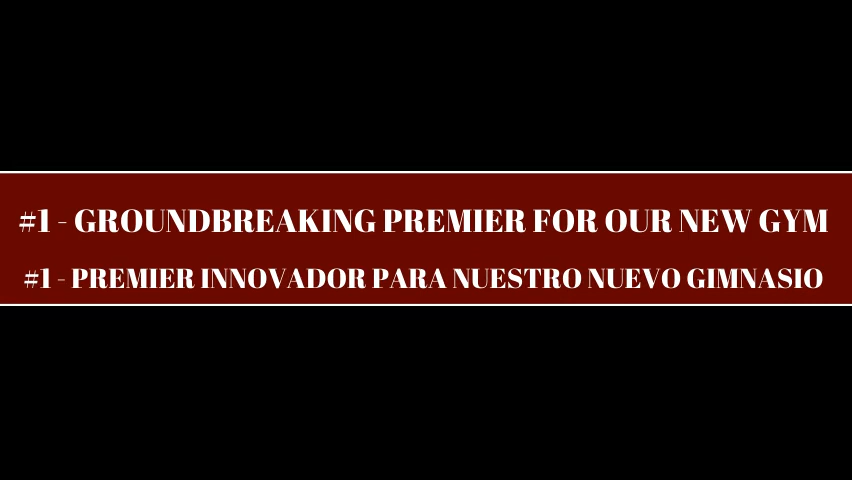 #1 - GROUNDBREAKING PREMIER FOR OUR NEW GYM
#1 - PREMIER INNOVADOR PARA NUESTRO NUEVO GIMNASIO